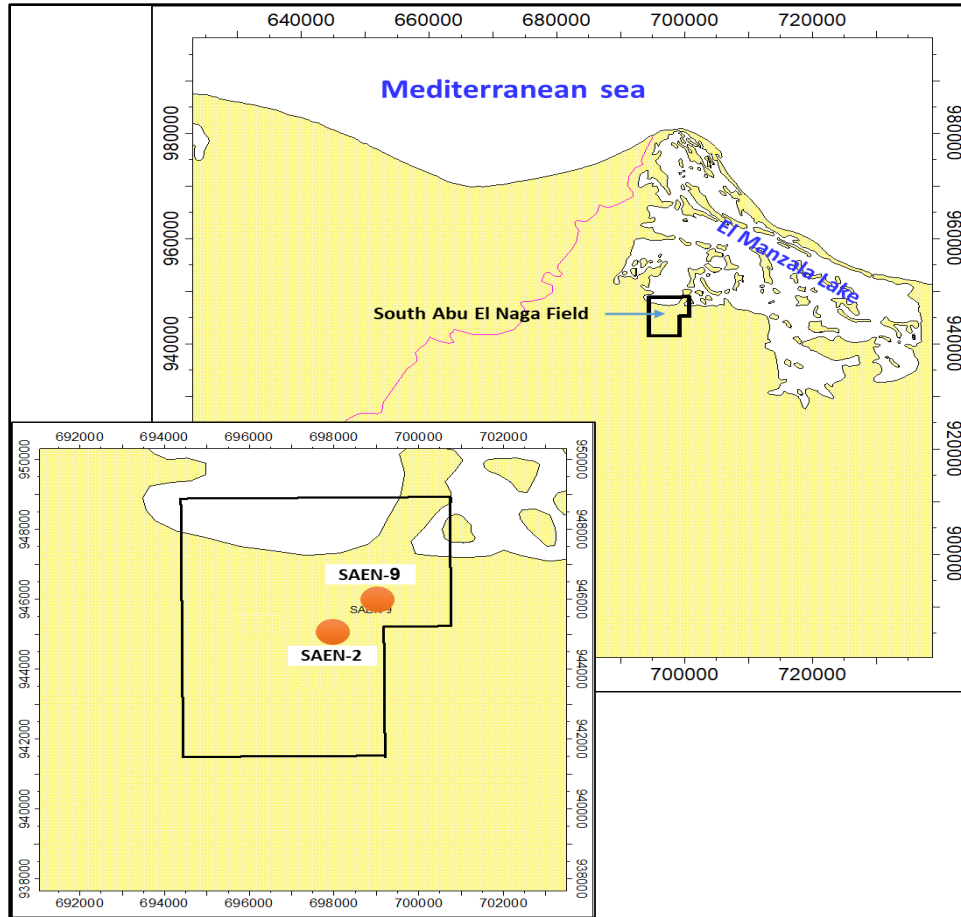 640000 660000 680000 700000 720000
Mediterranean sea
980000 980000
960000 960000
El Manzala Lake
South Abu El Naga Field
940000 940000
920000
900000
700000 720000
692000 694000 696000 698000 700000 702000
950000 950000
948000 948000
SAEN-9
946000 946000
SAEN-2
944000 944000
942000 942000
940000 940000
938000 938000
692000 694000 696000 698000 700000 702000